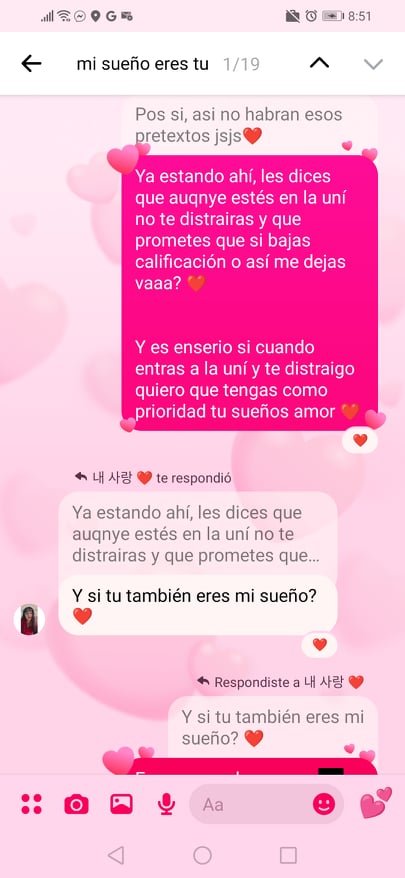 8:51
mi sueño eres tu 1/19
Pos si, asi no habran esos
pretextos jsjs❤️
Ya estando ahí, les dices
que auqnye estés en la uní
no te distrairas y que
prometes que si bajas
calificación o así me dejas
vaaa? ❤️
Y es enserio si cuando
entras a la uní y te distraigo
quiero que tengas como
prioridad tu sueños amor ❤️
내 사랑 ❤️ te respondió
Ya estando ahí, les dices que
auqnye estés en la uní no te
distrairas y que prometes que...
Y si tu también eres mi sueño?
❤️
Respondiste a 내 사랑 ❤️
Y si tu también eres mi
sueño? ❤️
Aa